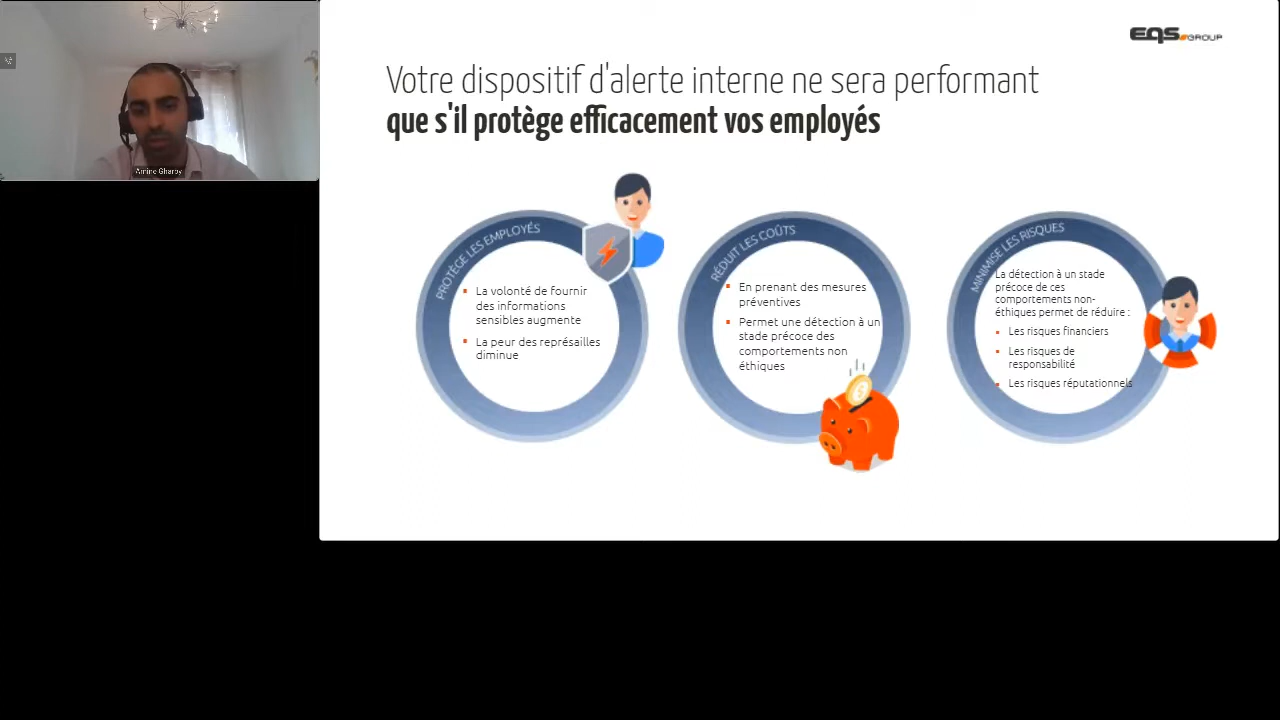 EQS GROUP
Votre dispositif d'alerte interne ne sera performant
que s'il protège efficacement vos employés
Amine Gharby
PROTÈGE LES EMPLOYÉS
La volonté de fournir
des informations
sensibles augmente
La peur des représailles
diminue
RÉDUIT LES COÛTS
En prenant des mesures
préventives
Permet une détection à un
stade précoce des
comportements non
éthiques
MINIMISE LES RISQUES
La détection à un stade
précoce de ces
comportements non-
éthiques permet de réduire :
Les risques financiers
Les risques de
responsabilité
Les risques réputationnels